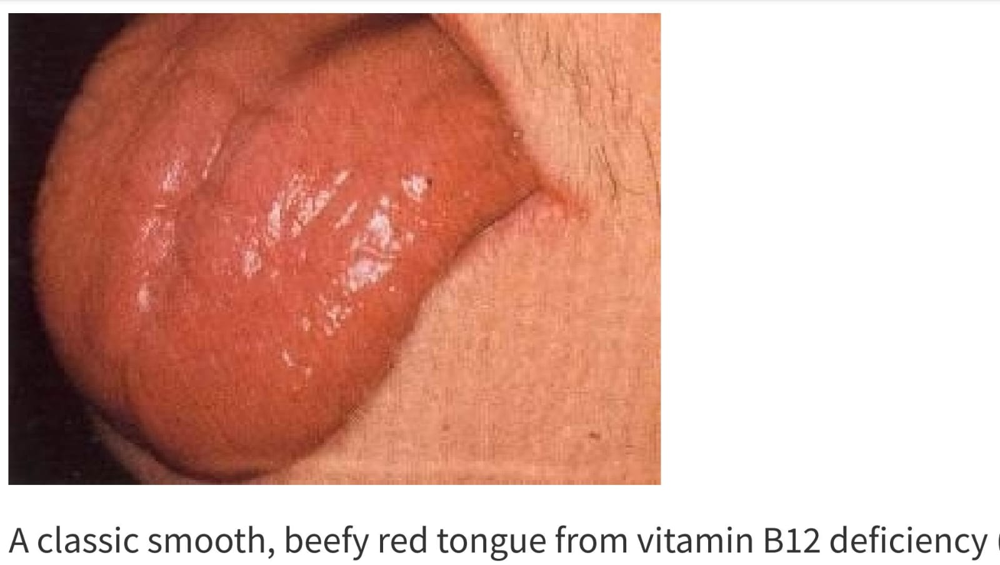 A classic smooth, beefy red tongue from vitamin B12 deficiency (